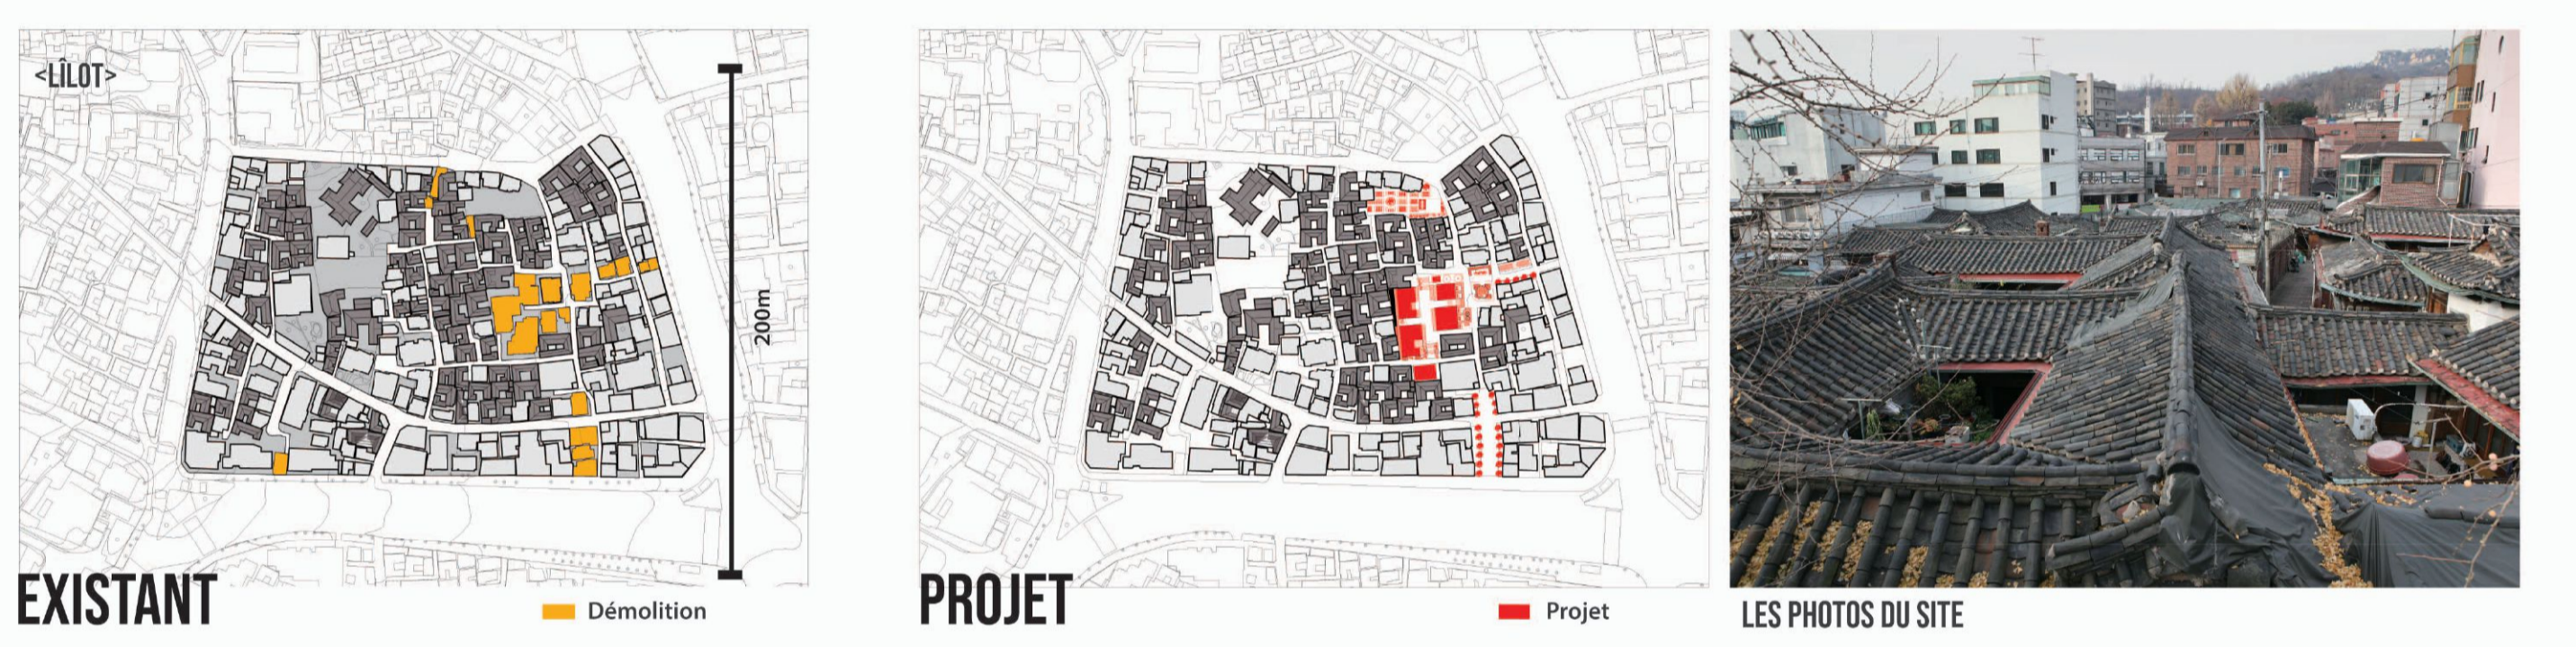 <LÎLOT>
200m
EXISTANT
Démolition
PROJET
Projet
LES PHOTOS DU SITE